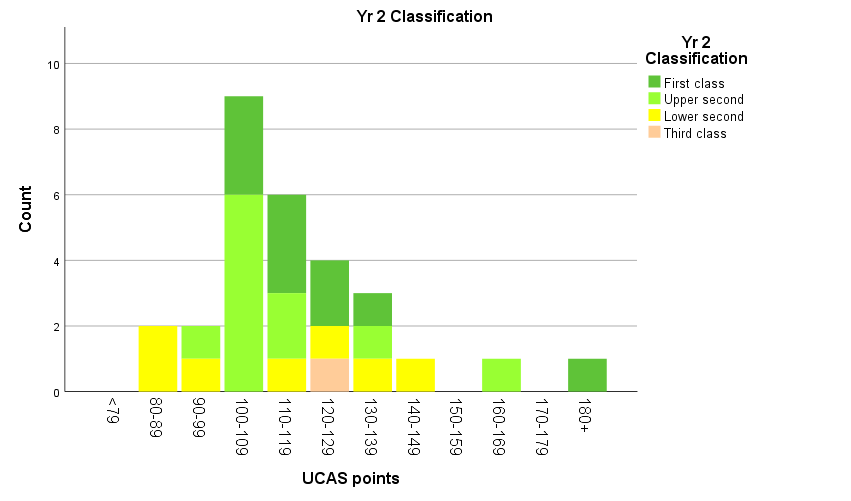 Yr 2 Classification
Yr 2
Classification
First class
Upper second
Lower second
Third class
Count
10
8
6
4
2
0
<79
80-89
90-99
100-109
110-119
120-129
130-139
140-149
150-159
160-169
170-179
180+
UCAS points